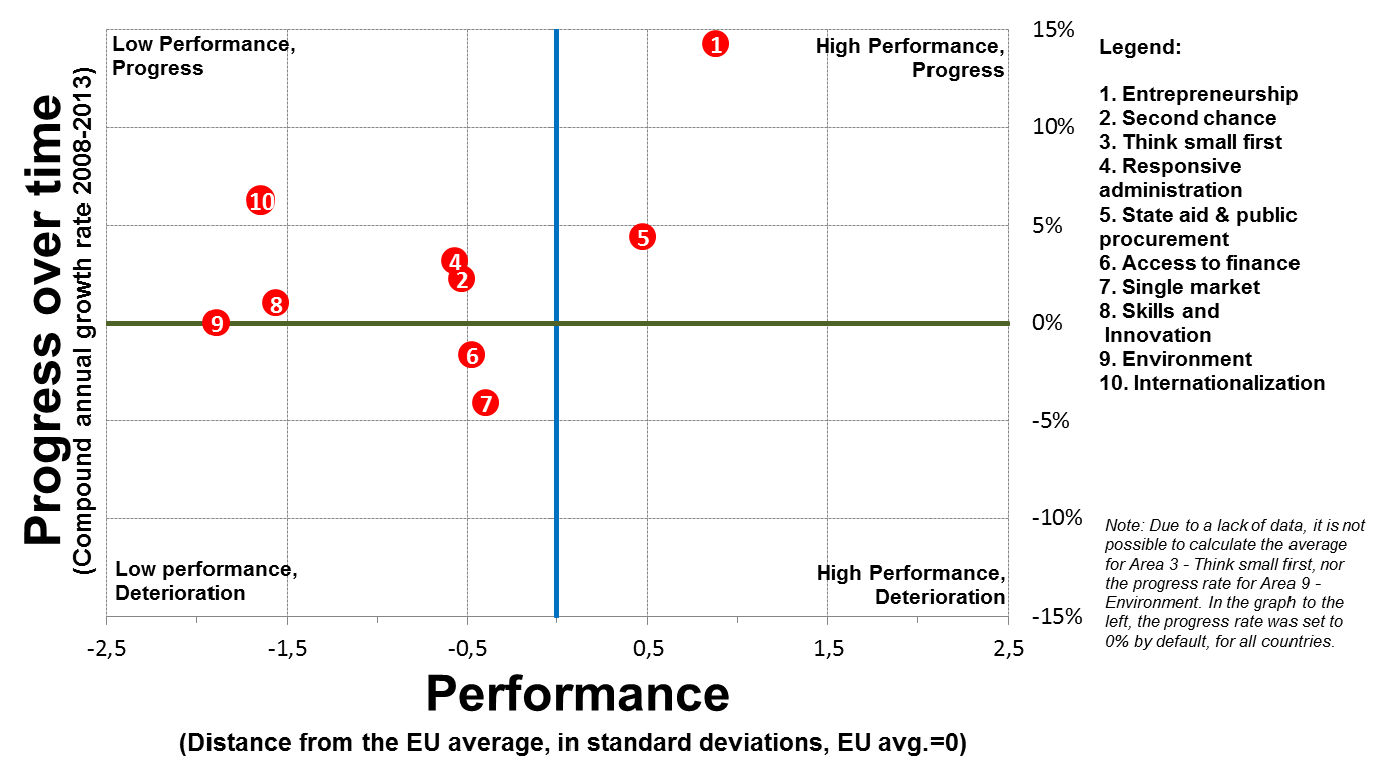 Low Performance,
Progress
High Performance,
Progress
15%
10%
5%
0%
-5%
-10%
-15%
Progress over time
(Compound annual growth rate 2008-2013)
1
10
5
4
2
8
9
6
7
Low performance,
Deterioration
High Performance,
Deterioration
-2,5
-1,5
-0,5
0,5
1,5
2,5
Performance
(Distance from the EU average, in standard deviations, EU avg.=0)
Legend:
1. Entrepreneurship
2. Second chance
3. Think small first
4. Responsive
administration
5. State aid & public
procurement
6. Access to finance
7. Single market
8. Skills and
Innovation
9. Environment
10. Internationalization
Note: Due to a lack of data, it is not
possible to calculate the average
for Area 3 - Think small first, nor
the progress rate for Area 9 -
Environment. In the graph to the
left, the progress rate was set to
0% by default, for all countries.